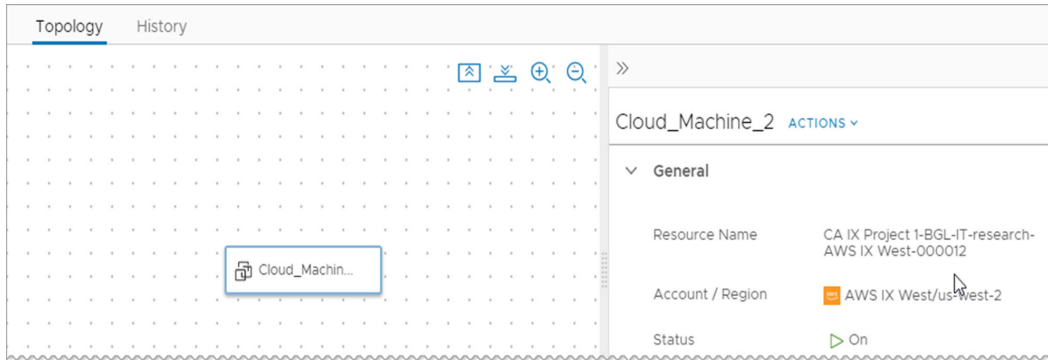 Topology History
Cloud_Machine_2 ACTIONS
General
Resource Name CA IX Project 1-BGL-IT-research-
AWS IX West-000012
Cloud_Machin...
Account / Region aws AWS IX West/us-west-2
Status On